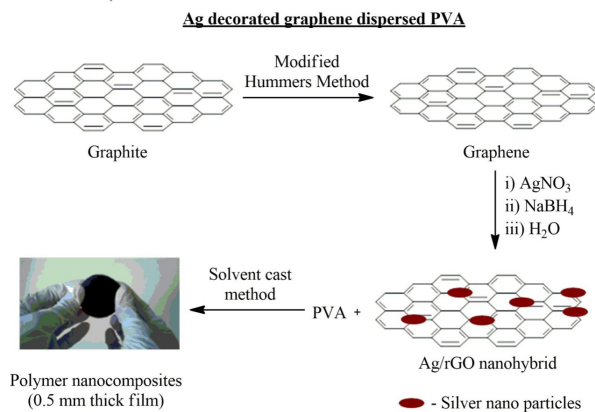 Ag decorated graphene dispersed PVA
Modified
Hummers Method
Graphite
Graphene
i) AgNO₃
ii) NaBH₄
iii) H₂O
Solvent cast
method
PVA +
Ag/rGO nanohybrid
Polymer nanocomposites
(0.5 mm thick film)
- Silver nano particles